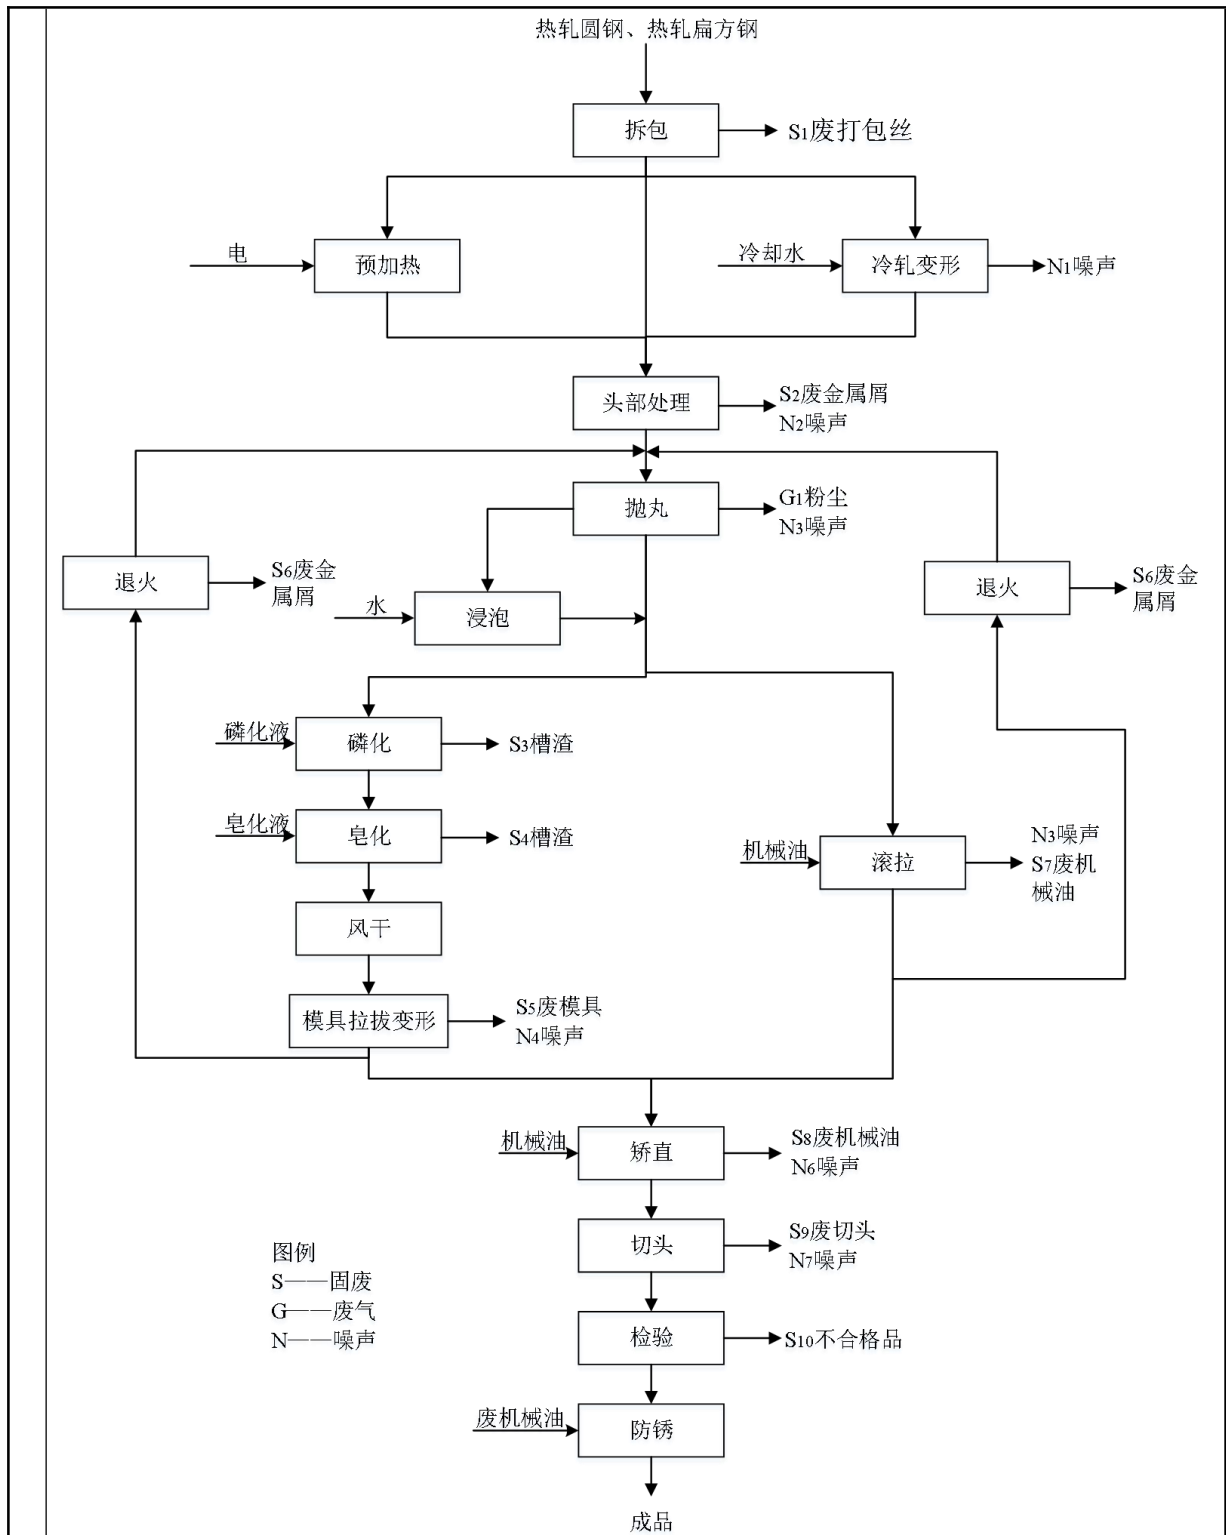 热轧圆钢、热轧扁方钢
拆包
S1废打包丝
电
预加热
冷却水
冷轧变形
N1噪声
头部处理
S2废金属屑
N2噪声
抛丸
G1粉尘
N3噪声
退火
S6废金
属屑
水
浸泡
退火
S6废金
属屑
磷化液
磷化
S3槽渣
皂化液
皂化
S4槽渣
机械油
滚拉
N3噪声
S7废机
械油
风干
模具拉拔变形
S5废模具
N4噪声
机械油
矫直
S8废机械油
N6噪声
切头
S9废切头
N7噪声
图例
S——固废
G——废气
N——噪声
检验
S10不合格品
废机械油
防锈
成品